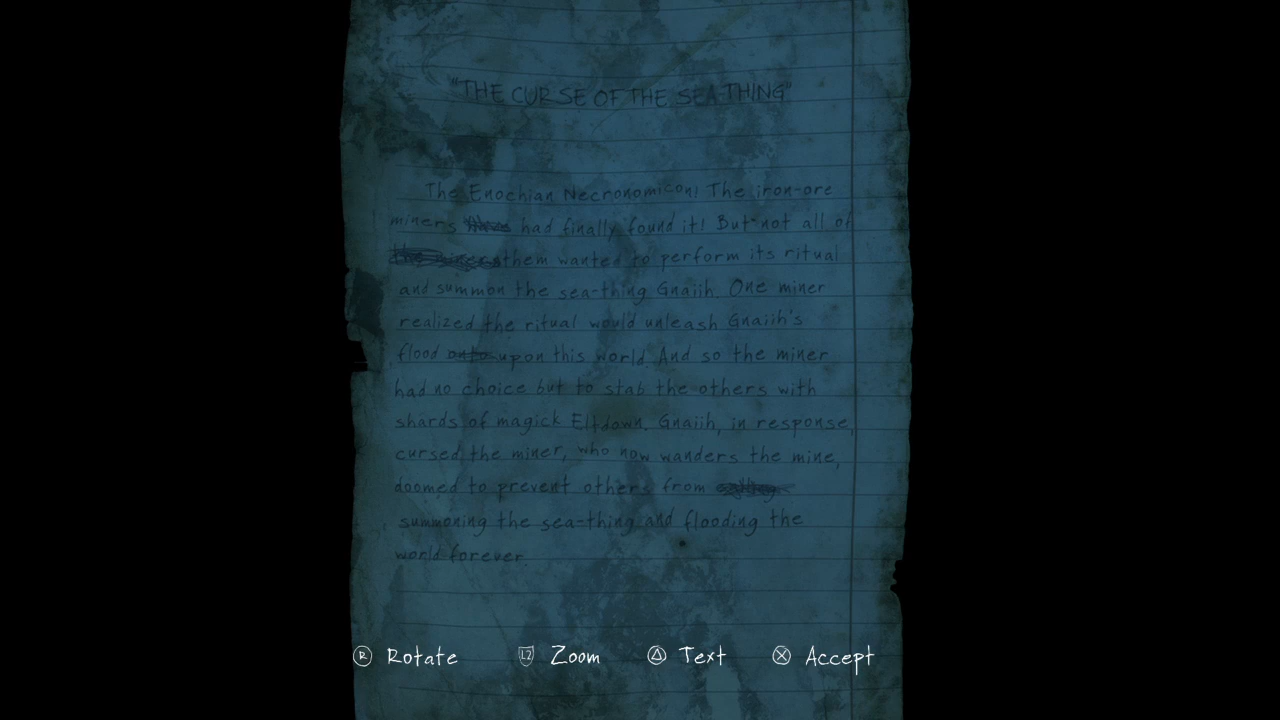 "THE CURSE OF THE SEA THING"
The Enochian Necronomicon! The iron-ore
miners had finally found it! But not all of
them wanted to perform its ritual
and summon the sea-thing Gnaiih. One miner
realized the ritual would unleash Gnaiih's
flood onto upon this world. And so the miner
had no choice but to stab the others with
shards of magick Eltdown. Gnaiih, in response,
cursed the miner, who now wanders the mine,
doomed to prevent others from
summoning the sea-thing and flooding the
world forever.
R Rotate L2 Zoom Text Accept